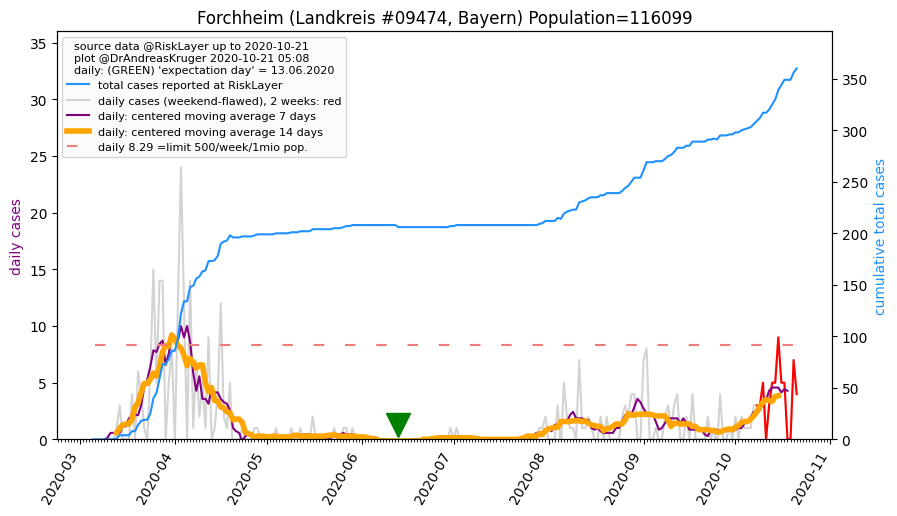 Forchheim (Landkreis #09474, Bayern) Population=116099
source data @RiskLayer up to 2020-10-21
plot @DrAndreasKruger 2020-10-21 05:08
daily: (GREEN) 'expectation day' = 13.06.2020
total cases reported at RiskLayer
daily cases (weekend-flawed), 2 weeks: red
daily: centered moving average 7 days
daily: centered moving average 14 days
daily 8.29 =limit 500/week/1mio pop.
daily cases
35
30
25
20
15
10
5
0
cumulative total cases
350
300
250
200
150
100
50
0
2020-03
2020-04
2020-05
2020-06
2020-07
2020-08
2020-09
2020-10
2020-11